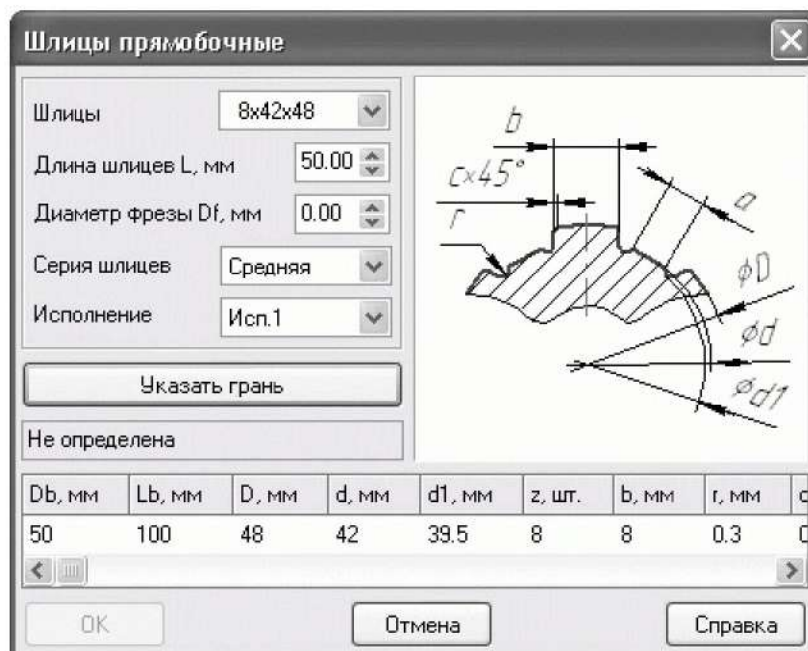 Шлицы прямобочные
Шлицы 8x42x48
Длина шлицев L, мм 50.00
Диаметр фрезы Df, мм 0.00
Серия шлицев Средняя
Исполнение Исп.1
Указать грань
Не определена
b
c×45°
r
a
ϕD
ϕd
ϕd1
Db, мм Lb, мм D, мм d, мм d1, мм z, шт. b, мм r, мм
50 100 48 42 39.5 8 8 0.3
OK Отмена Справка